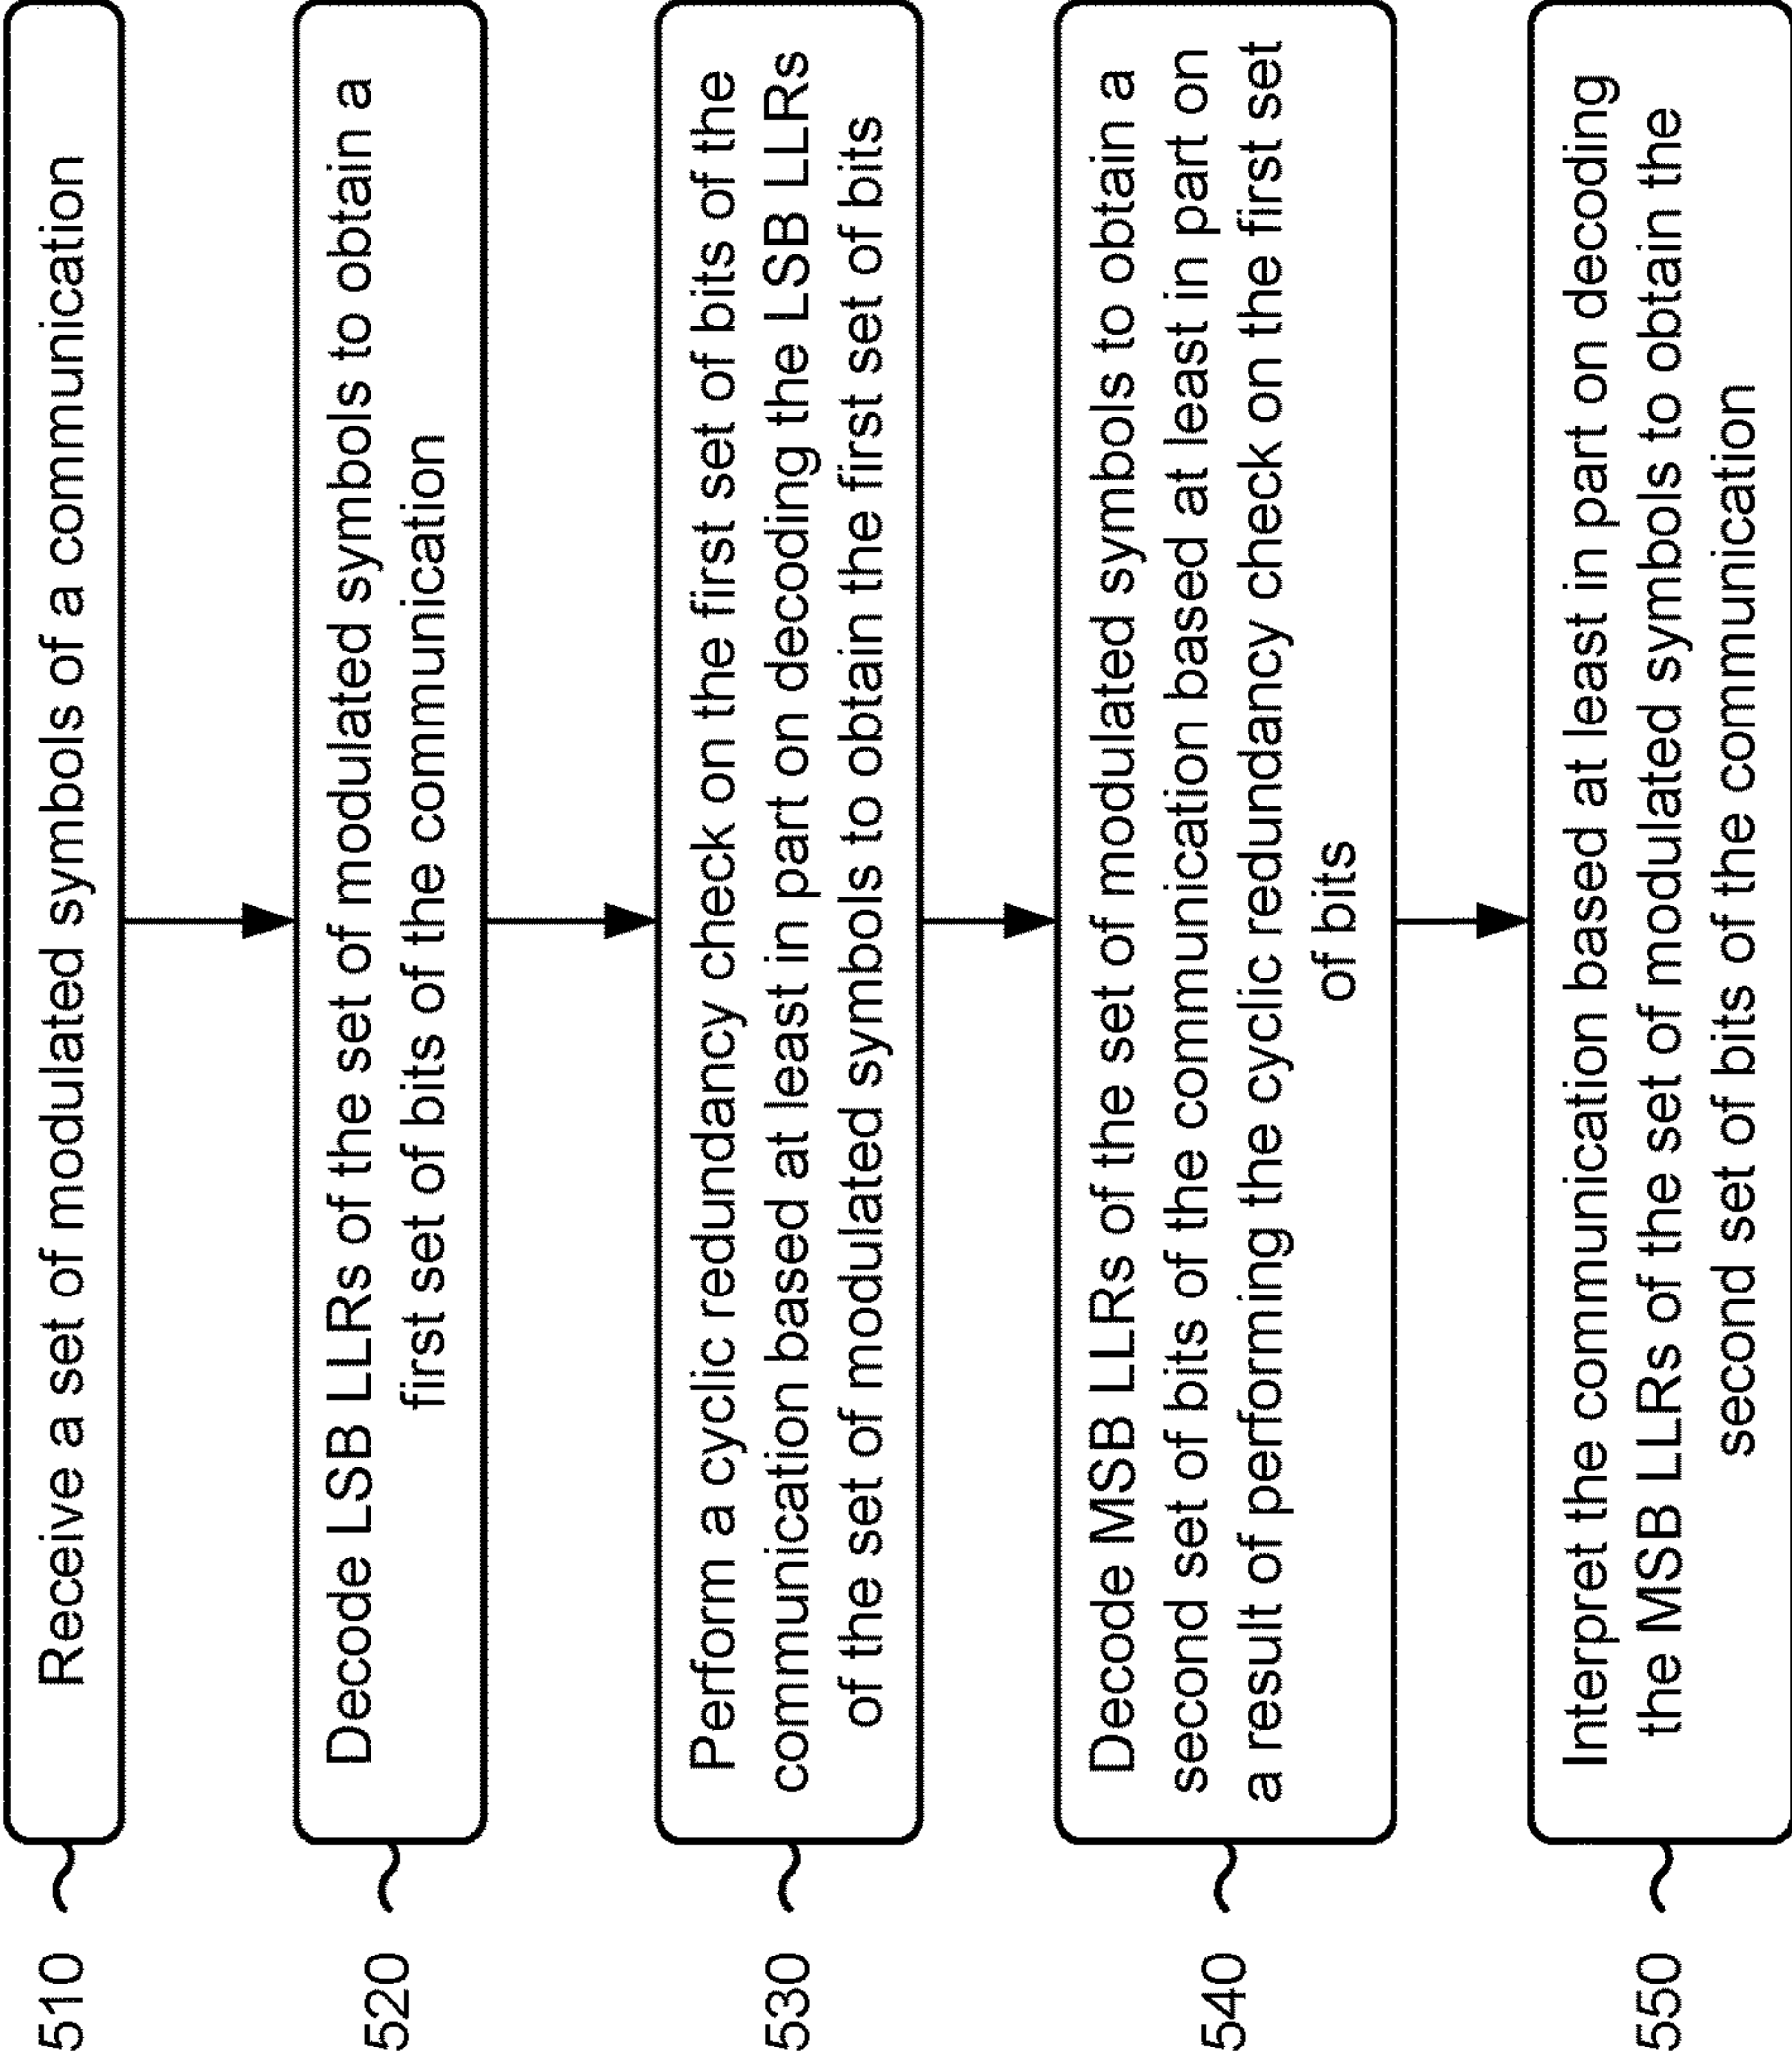 510
Receive a set of modulated symbols of a communication
520
Decode LSB LLRs of the set of modulated symbols to obtain a
first set of bits of the communication
530
Perform a cyclic redundancy check on the first set of bits of the
communication based at least in part on decoding the LSB LLRs
of the set of modulated symbols to obtain the first set of bits
540
Decode MSB LLRs of the set of modulated symbols to obtain a
second set of bits of the communication based at least in part on
a result of performing the cyclic redundancy check on the first set
of bits
550
Interpret the communication based at least in part on decoding
the MSB LLRs of the set of modulated symbols to obtain the
second set of bits of the communication